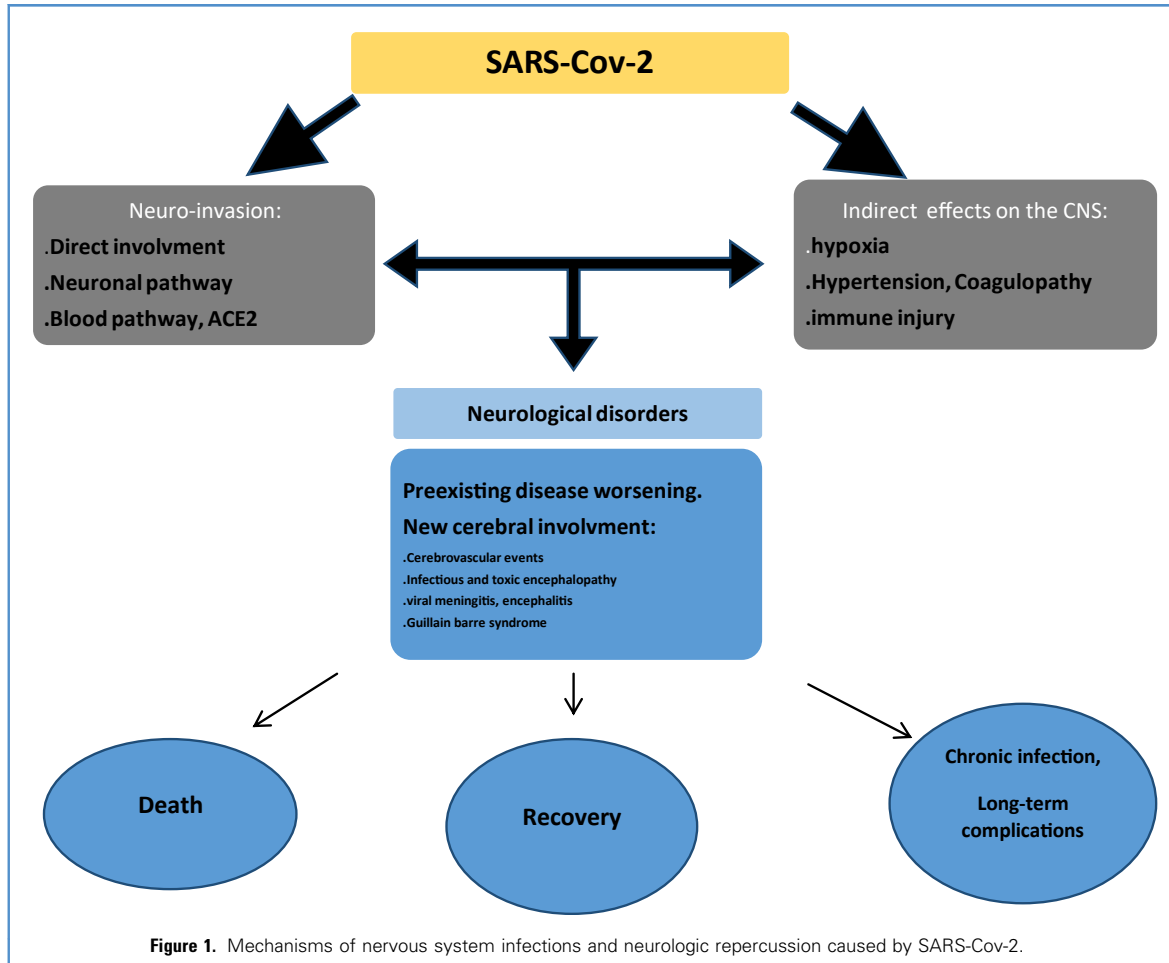 SARS-Cov-2
Neuro-invasion:
.Direct involvment
.Neuronal pathway
.Blood pathway, ACE2
Indirect effects on the CNS:
.hypoxia
.Hypertension, Coagulopathy
.immune injury
Neurological disorders
Preexisting disease worsening.
New cerebral involvment:
.Cerebrovascular events
.Infectious and toxic encephalopathy
.viral meningitis, encephalitis
.Guillain barre syndrome
Death
Recovery
Chronic infection,
Long-term
complications
Figure 1. Mechanisms of nervous system infections and neurologic repercussion caused by SARS-Cov-2.